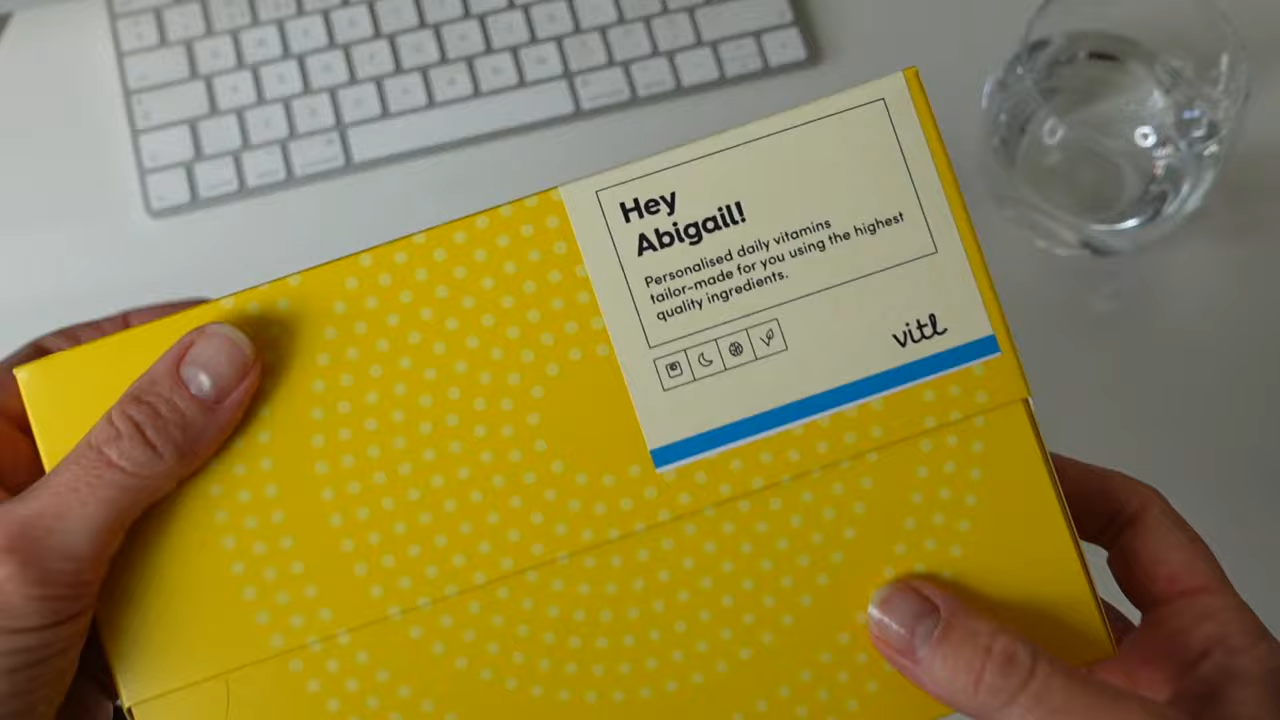 Hey
Abigail!
Personalised daily vitamins
tailor-made for you using the highest
quality ingredients.
vitl